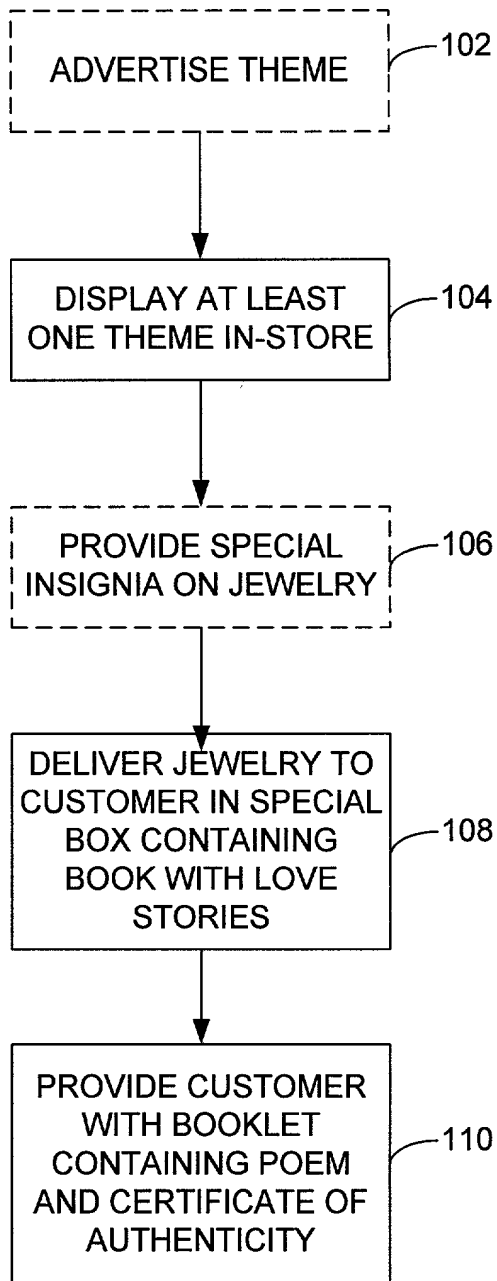 ADVERTISE THEME
102
DISPLAY AT LEAST
ONE THEME IN-STORE
104
PROVIDE SPECIAL
INSIGNIA ON JEWELRY
106
DELIVER JEWELRY TO
CUSTOMER IN SPECIAL
BOX CONTAINING
BOOK WITH LOVE
STORIES
108
PROVIDE CUSTOMER
WITH BOOKLET
CONTAINING POEM
AND CERTIFICATE OF
AUTHENTICITY
110